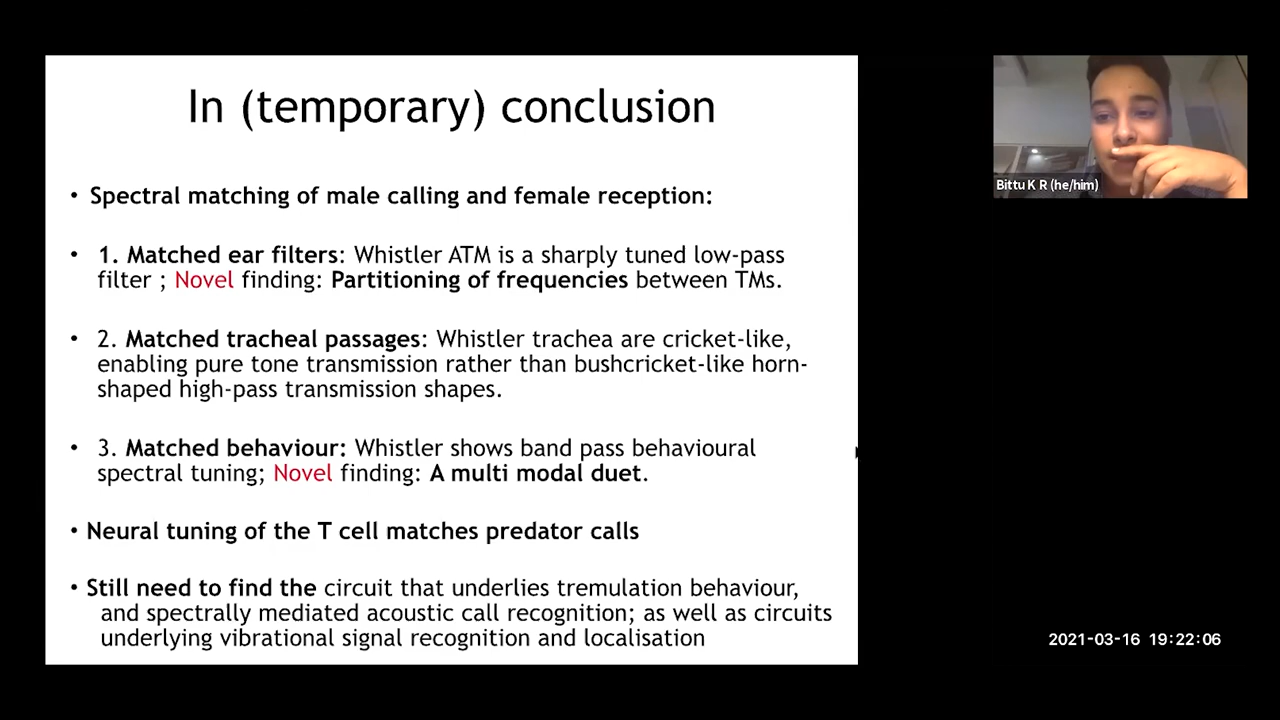 In (temporary) conclusion
• Spectral matching of male calling and female reception:
• 1. Matched ear filters: Whistler ATM is a sharply tuned low-pass
filter ; Novel finding: Partitioning of frequencies between TMs.
• 2. Matched tracheal passages: Whistler trachea are cricket-like,
enabling pure tone transmission rather than bushcricket-like horn-
shaped high-pass transmission shapes.
• 3. Matched behaviour: Whistler shows band pass behavioural
spectral tuning; Novel finding: A multi modal duet.
• Neural tuning of the T cell matches predator calls
• Still need to find the circuit that underlies tremulation behaviour,
and spectrally mediated acoustic call recognition; as well as circuits
underlying vibrational signal recognition and localisation
Bittu K R (he/him)
2021-03-16 19:22:06